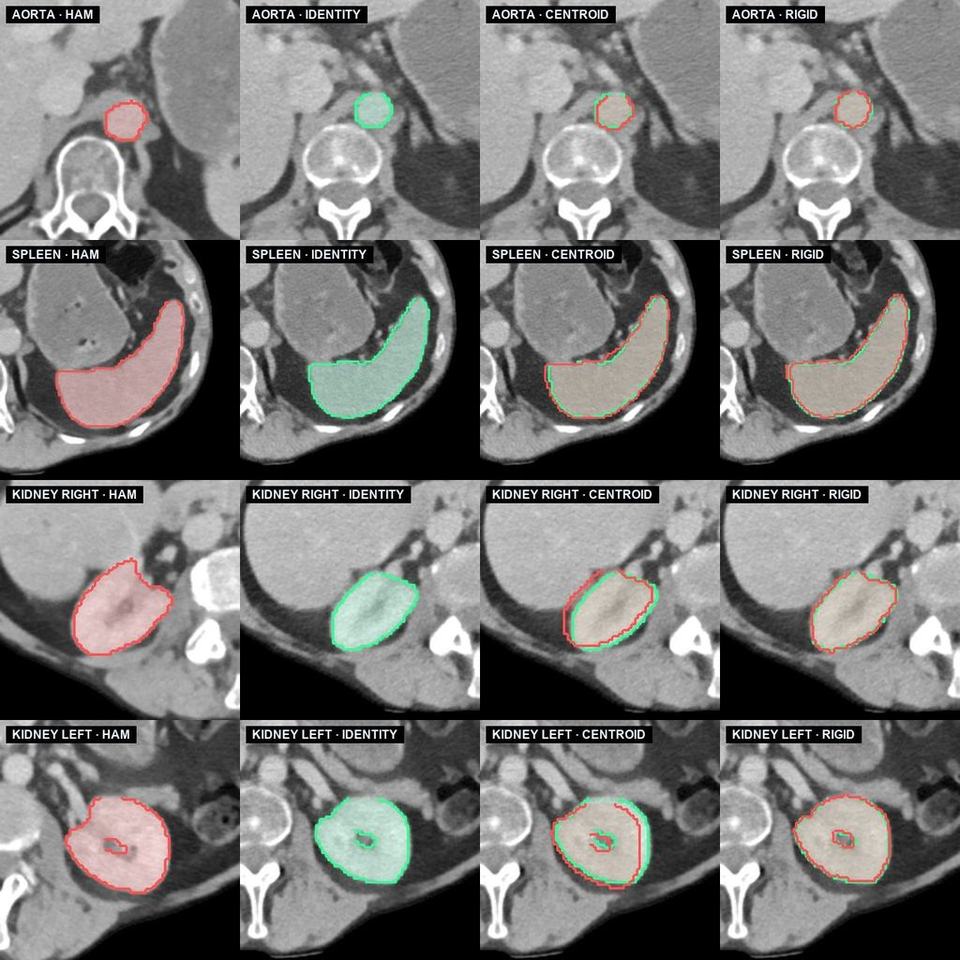 AORTA · HAM
AORTA · IDENTITY
AORTA · CENTROID
AORTA · RIGID
SPLEEN · HAM
SPLEEN · IDENTITY
SPLEEN · CENTROID
SPLEEN · RIGID
KIDNEY RIGHT · HAM
KIDNEY RIGHT · IDENTITY
KIDNEY RIGHT · CENTROID
KIDNEY RIGHT · RIGID
KIDNEY LEFT · HAM
KIDNEY LEFT · IDENTITY
KIDNEY LEFT · CENTROID
KIDNEY LEFT · RIGID